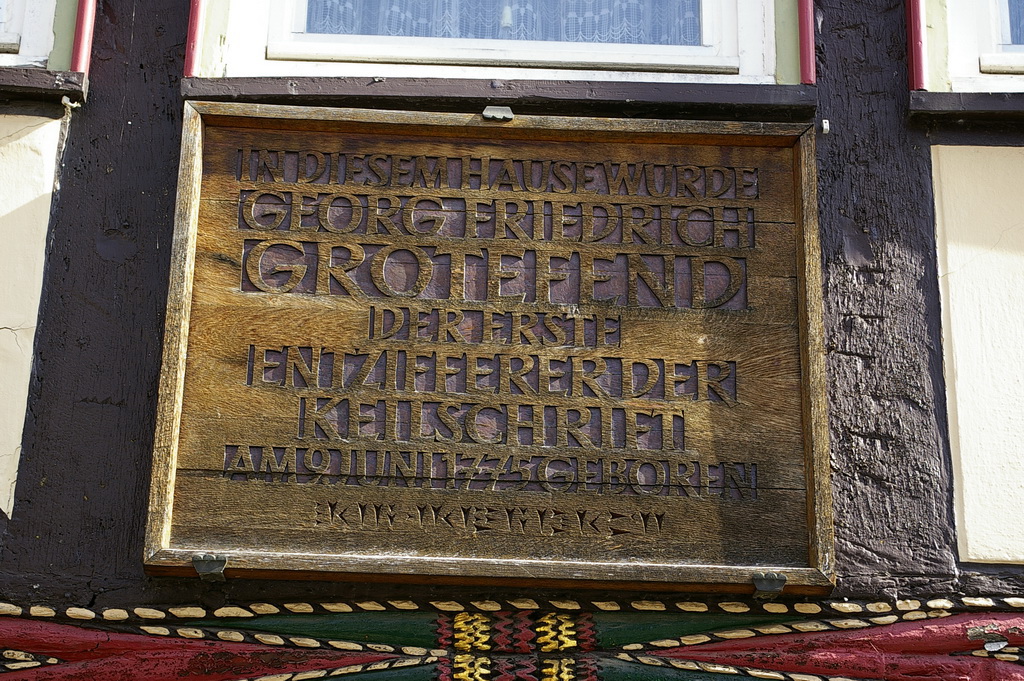 IN DIESEM HAUSE WURDE
GEORG FRIEDRICH
GROTEFEND
DER ERSTE
ENTZIFFERER DER
KEILSCHRIFT
AM 9 JUNI 1775 GEBOREN